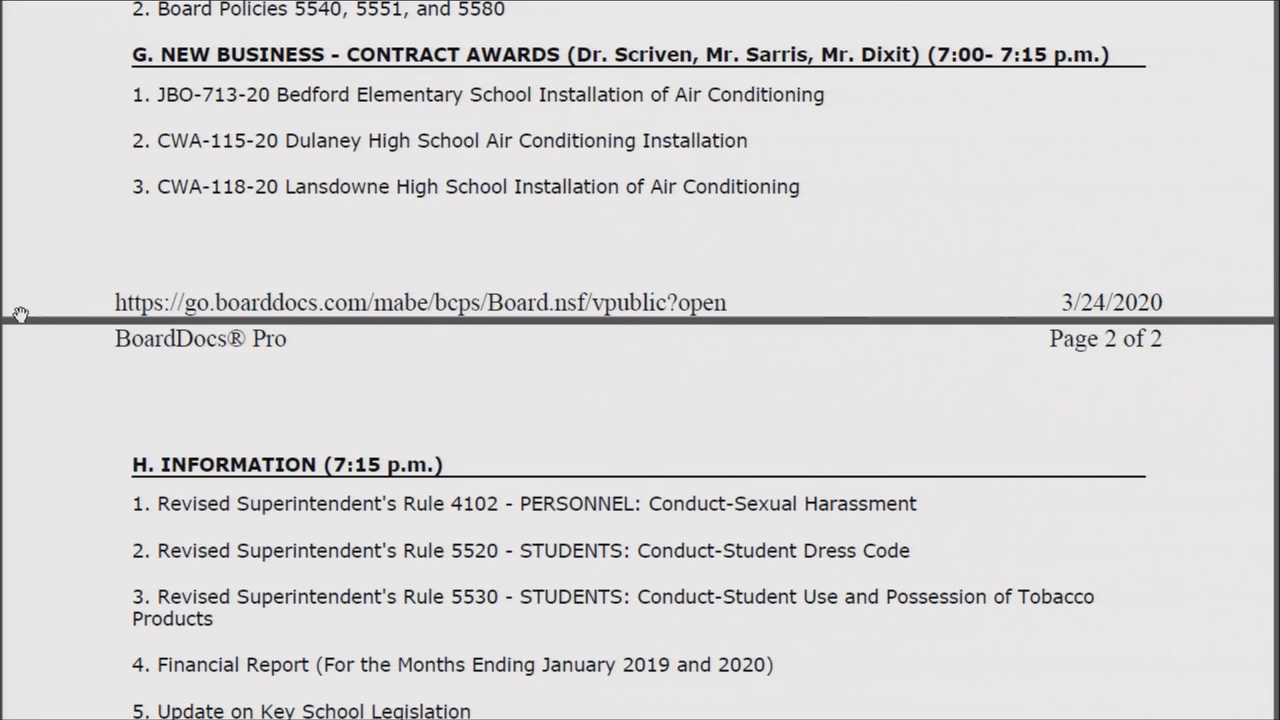 2. Board Policies 5540, 5551, and 5580
G. NEW BUSINESS - CONTRACT AWARDS (Dr. Scriven, Mr. Sarris, Mr. Dixit) (7:00- 7:15 p.m.)
1. JBO-713-20 Bedford Elementary School Installation of Air Conditioning
2. CWA-115-20 Dulaney High School Air Conditioning Installation
3. CWA-118-20 Lansdowne High School Installation of Air Conditioning
https://go.boarddocs.com/mabe/bcps/Board.nsf/vpublic?open 3/24/2020
BoardDocs® Pro Page 2 of 2
H. INFORMATION (7:15 p.m.)
1. Revised Superintendent's Rule 4102 - PERSONNEL: Conduct-Sexual Harassment
2. Revised Superintendent's Rule 5520 - STUDENTS: Conduct-Student Dress Code
3. Revised Superintendent's Rule 5530 - STUDENTS: Conduct-Student Use and Possession of Tobacco
Products
4. Financial Report (For the Months Ending January 2019 and 2020)
5. Update on Key School Legislation